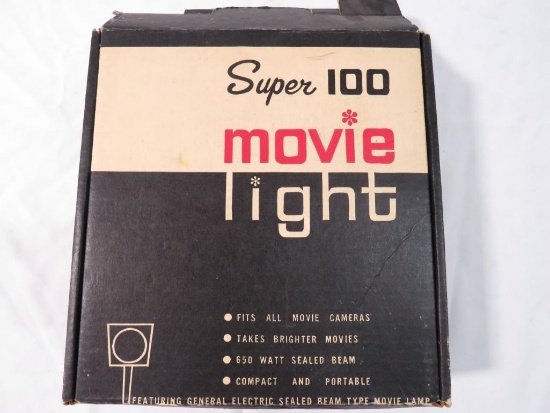 Super 100
movie
light
● FITS ALL MOVIE CAMERAS
● TAKES BRIGHTER MOVIES
● 650 WATT SEALED BEAM
● COMPACT AND PORTABLE
FEATURING GENERAL ELECTRIC SEALED BEAM TYPE MOVIE LAMP